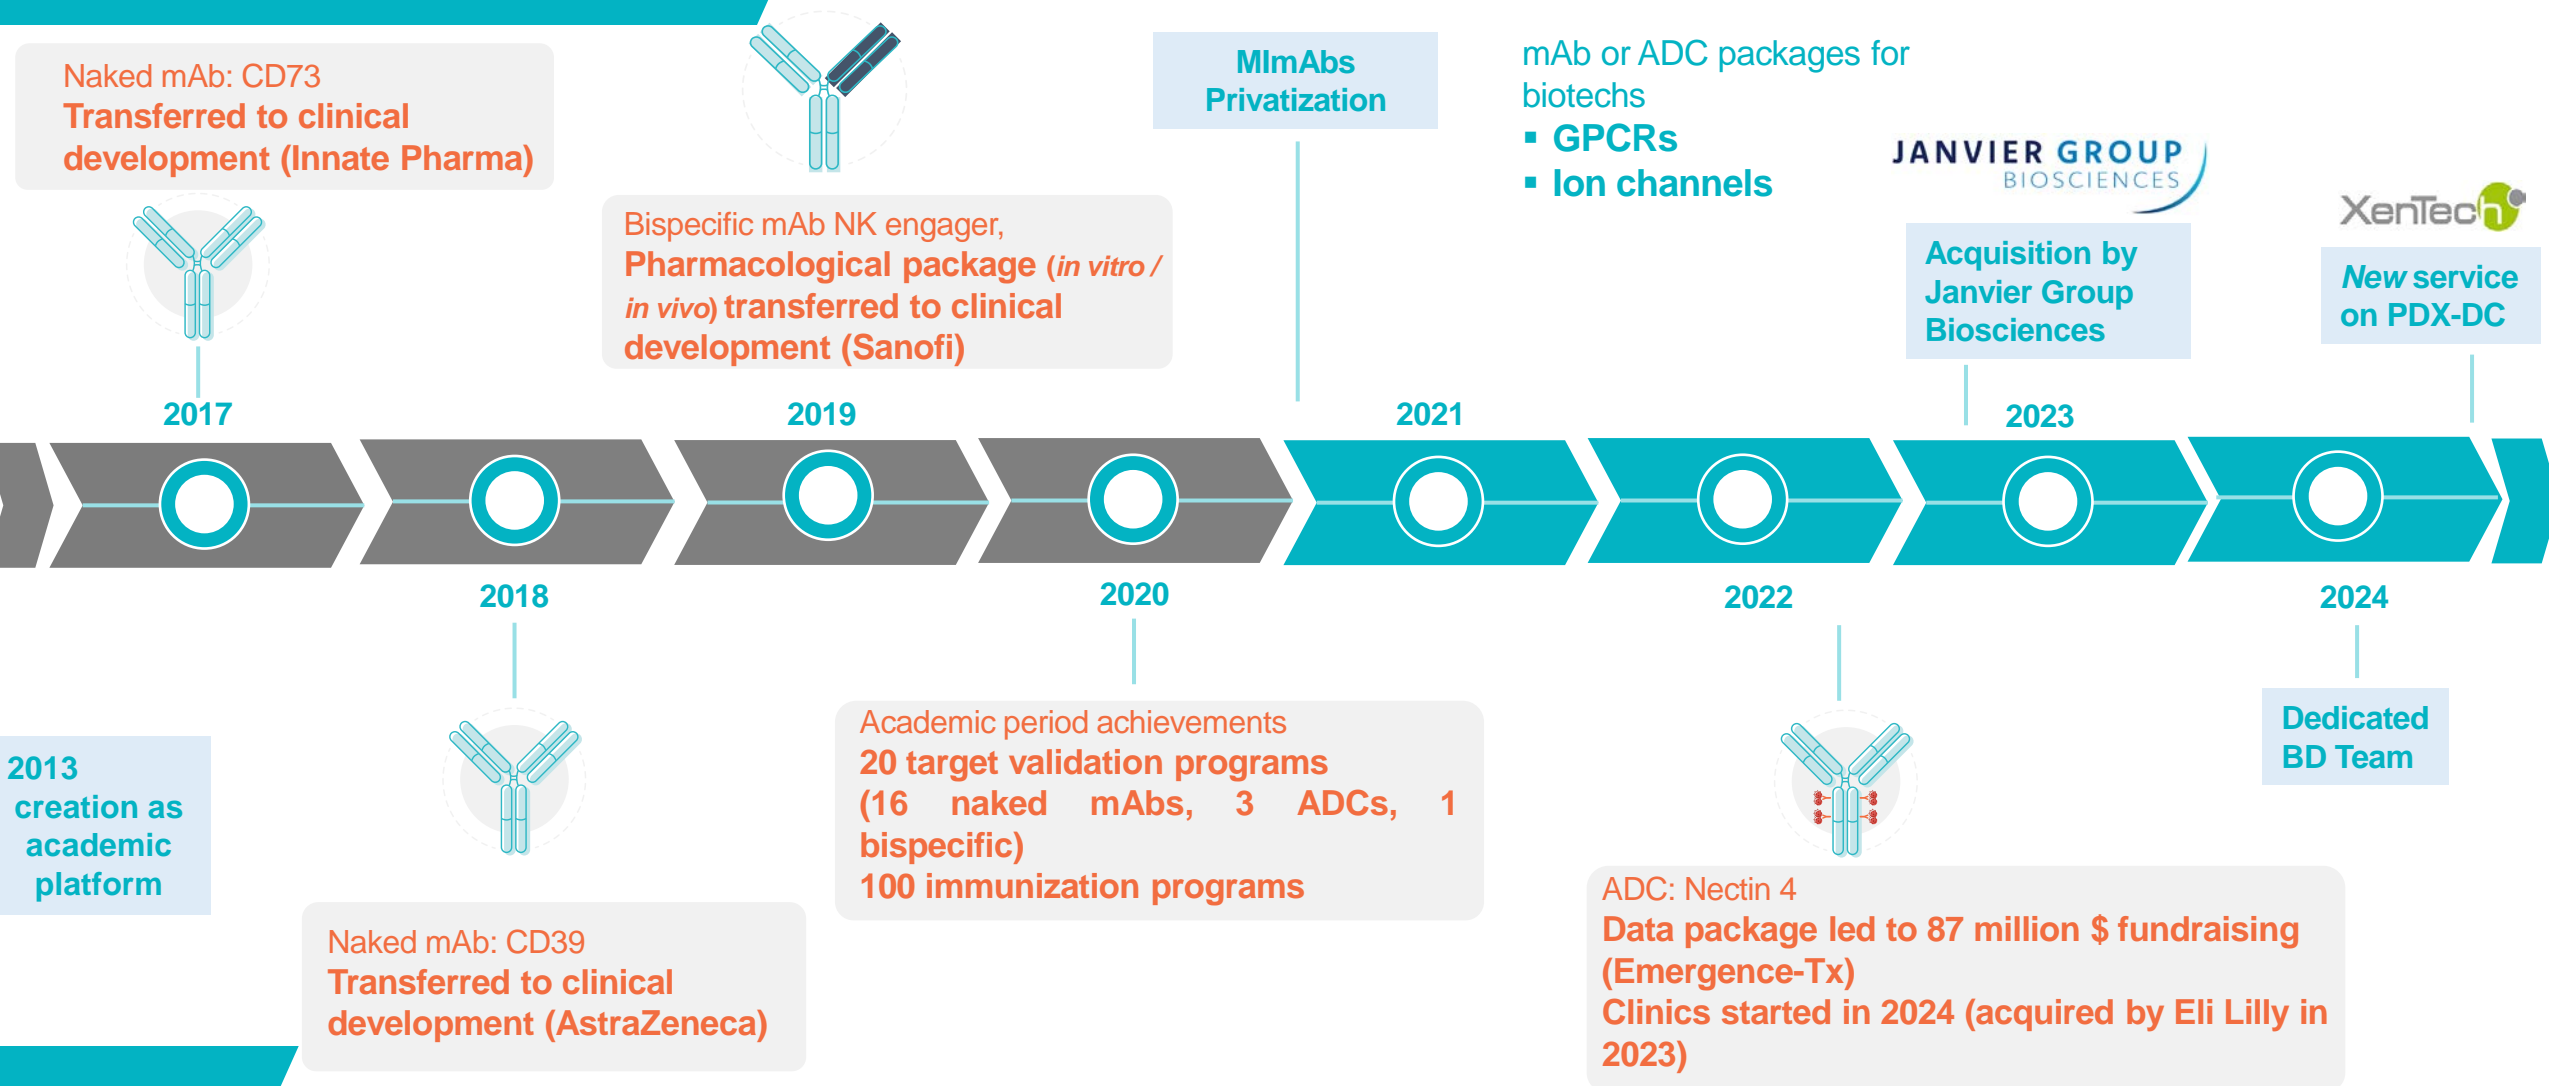 Naked mAb: CD73
Transferred to clinical
development (Innate Pharma)
Bispecific mAb NK engager,
Pharmacological package (in vitro /
in vivo) transferred to clinical
development (Sanofi)
MImAbs
Privatization
mAb or ADC packages for
biotechs
▪ GPCRs
▪ Ion channels
JANVIER GROUP
BIOSCIENCES
Acquisition by
Janvier Group
Biosciences
XenTech
New service
on PDX-DC
2017
2019
2021
2023
2018
2020
2022
2024
2013
creation as
academic
platform
Naked mAb: CD39
Transferred to clinical
development (AstraZeneca)
Academic period achievements
20 target validation programs
(16 naked mAbs, 3 ADCs, 1
bispecific)
100 immunization programs
ADC: Nectin 4
Data package led to 87 million $ fundraising
(Emergence-Tx)
Clinics started in 2024 (acquired by Eli Lilly in
2023)
Dedicated
BD Team